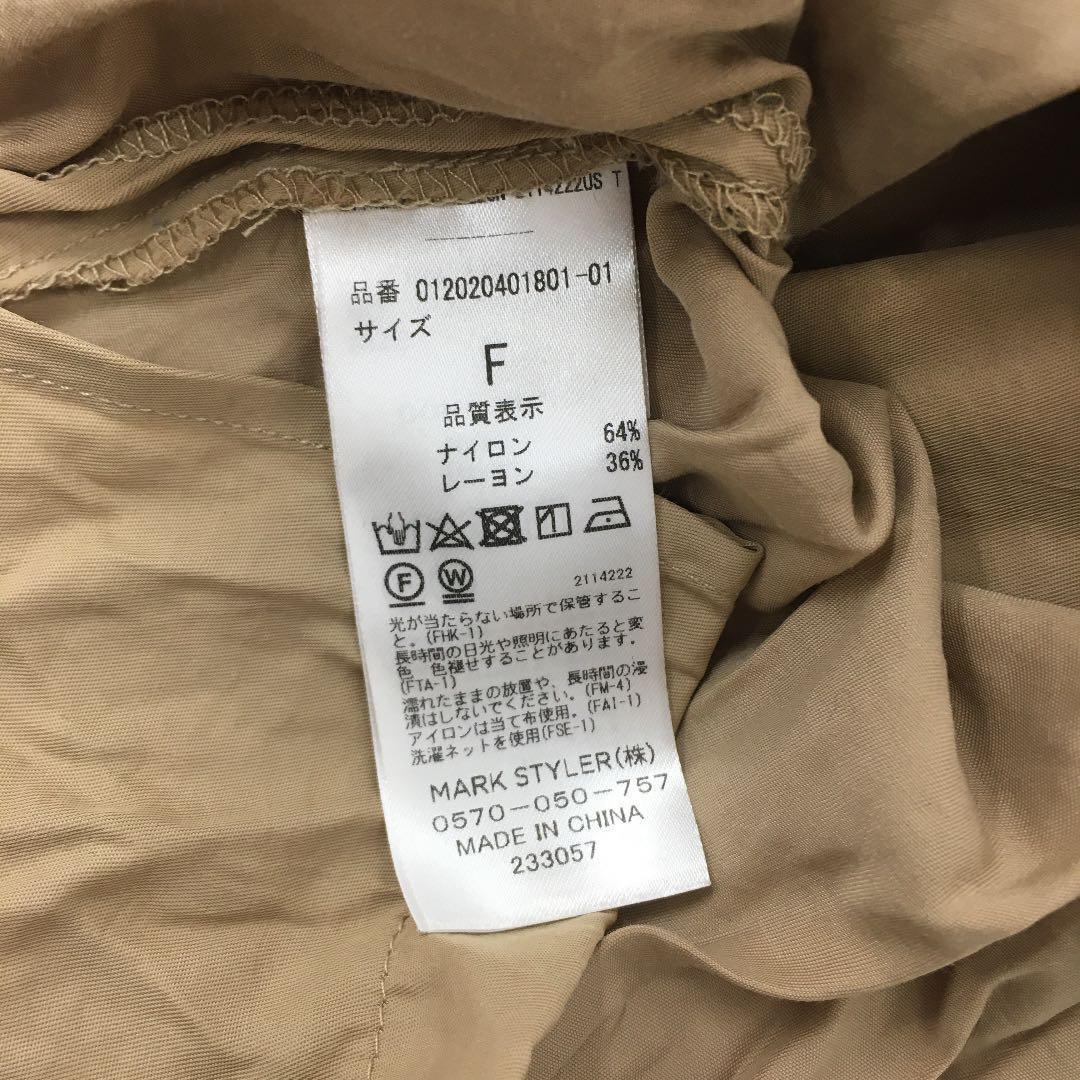 2114222US T
品番 012020401801-01
サイズ
F
品質表示
ナイロン 64%
レーヨン 36%
F W
2114222
光が当たらない場所で保管するこ
と。(FHK-1)
長時間の日光や照明にあたると変
色、色褪せすることがあります。
(FTA-1)
濡れたままの放置や、長時間の浸
漬はしないでください。(FM-4)
アイロンは当て布使用。(FAI-1)
洗濯ネットを使用(FSE-1)
MARK STYLER(株)
0570-050-757
MADE IN CHINA
233057